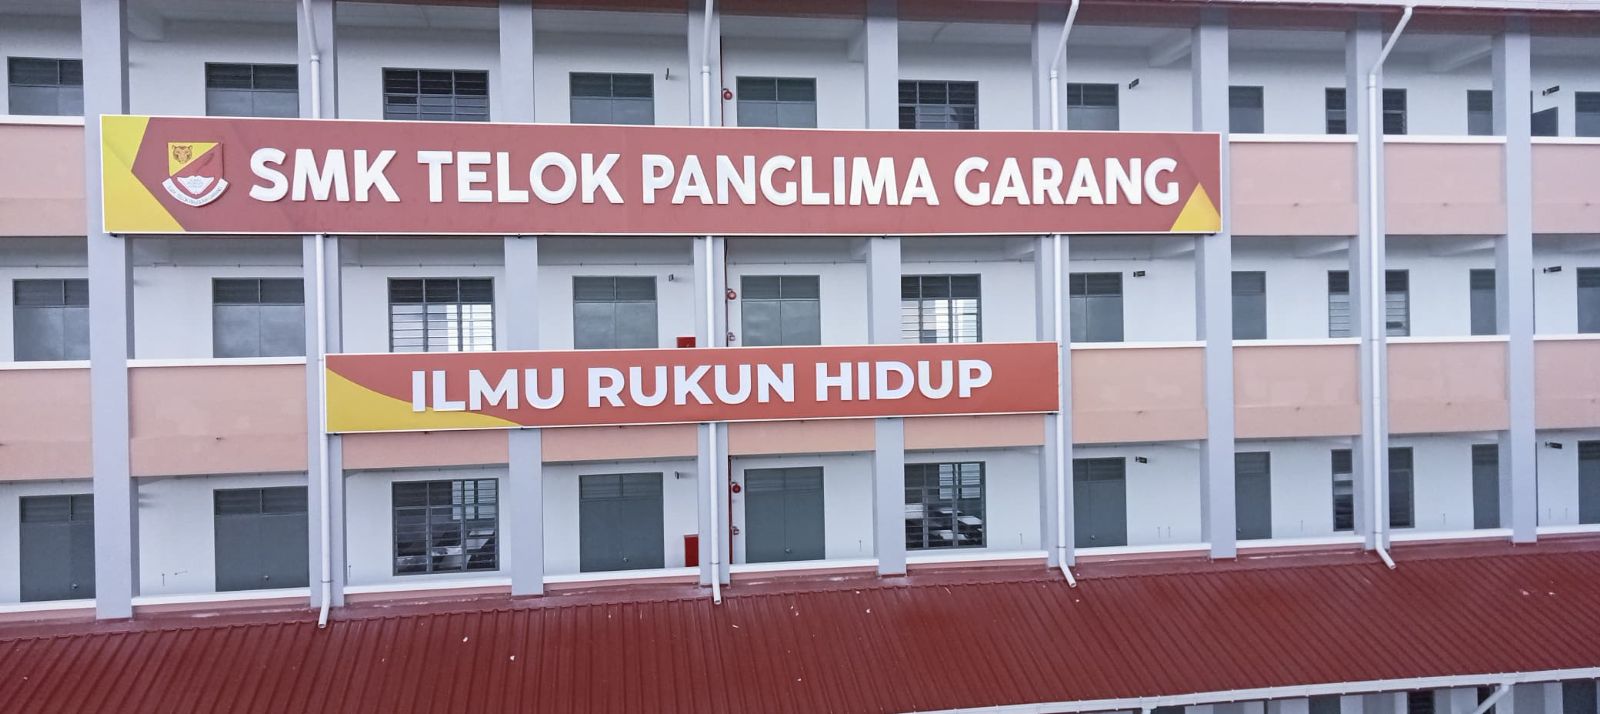 SMK TELOK PANGLIMA GARANG
ILMU RUKUN HIDUP